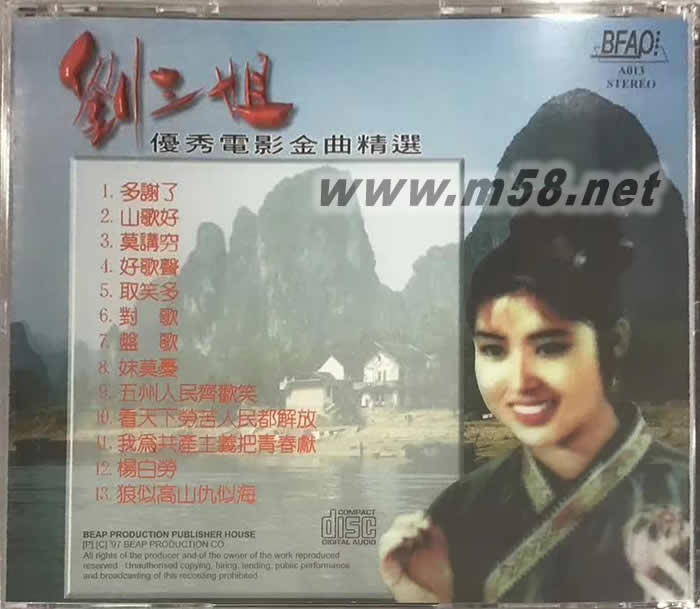 劉三姐
優秀電影金曲精選
BFAP
A013
STEREO
www.m58.net
1. 多謝了
2. 山歌好
3. 莫講穷
4. 好歌聲
5. 取笑多
6. 對 歌
7. 盤 歌
8. 妹莫憂
9. 五州人民齊歡笑
10. 看天下勞苦人民都解放
11. 我為共產主義把青春獻
12. 楊白勞
13. 狼似高山仇似海
BEAP PRODUCTION PUBLISHER HOUSE
[P] [C] '97 BEAP PRODUCTION CO
All rights of the producer and of the owner of the work reproduced
reserved. Unauthorised copying, hiring, lending, public performance
and broadcasting of this recording prohibited.
COMPACT
disc
DIGITAL AUDIO